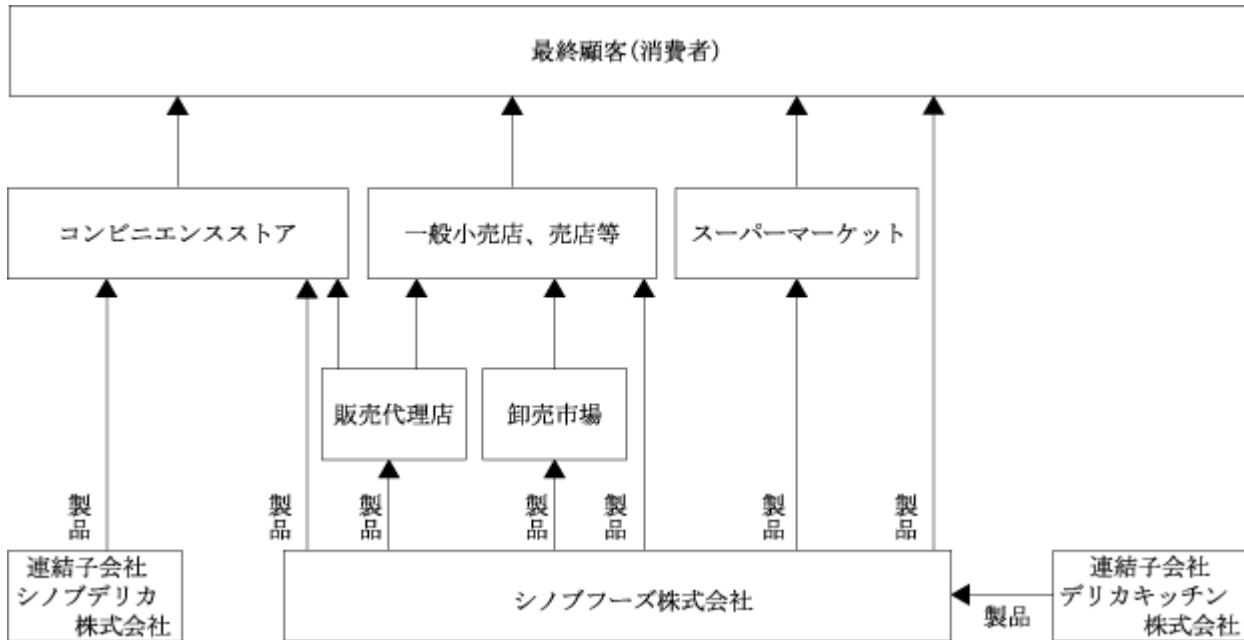 最終顧客(消費者)
コンビニエンスストア
一般小売店、売店等
スーパーマーケット
販売代理店
卸売市場
製品
製品
製品
製品
製品
製品
製品
連結子会社
シノブデリカ
株式会社
シノブフーズ株式会社
製品
連結子会社
デリカキッチン
株式会社